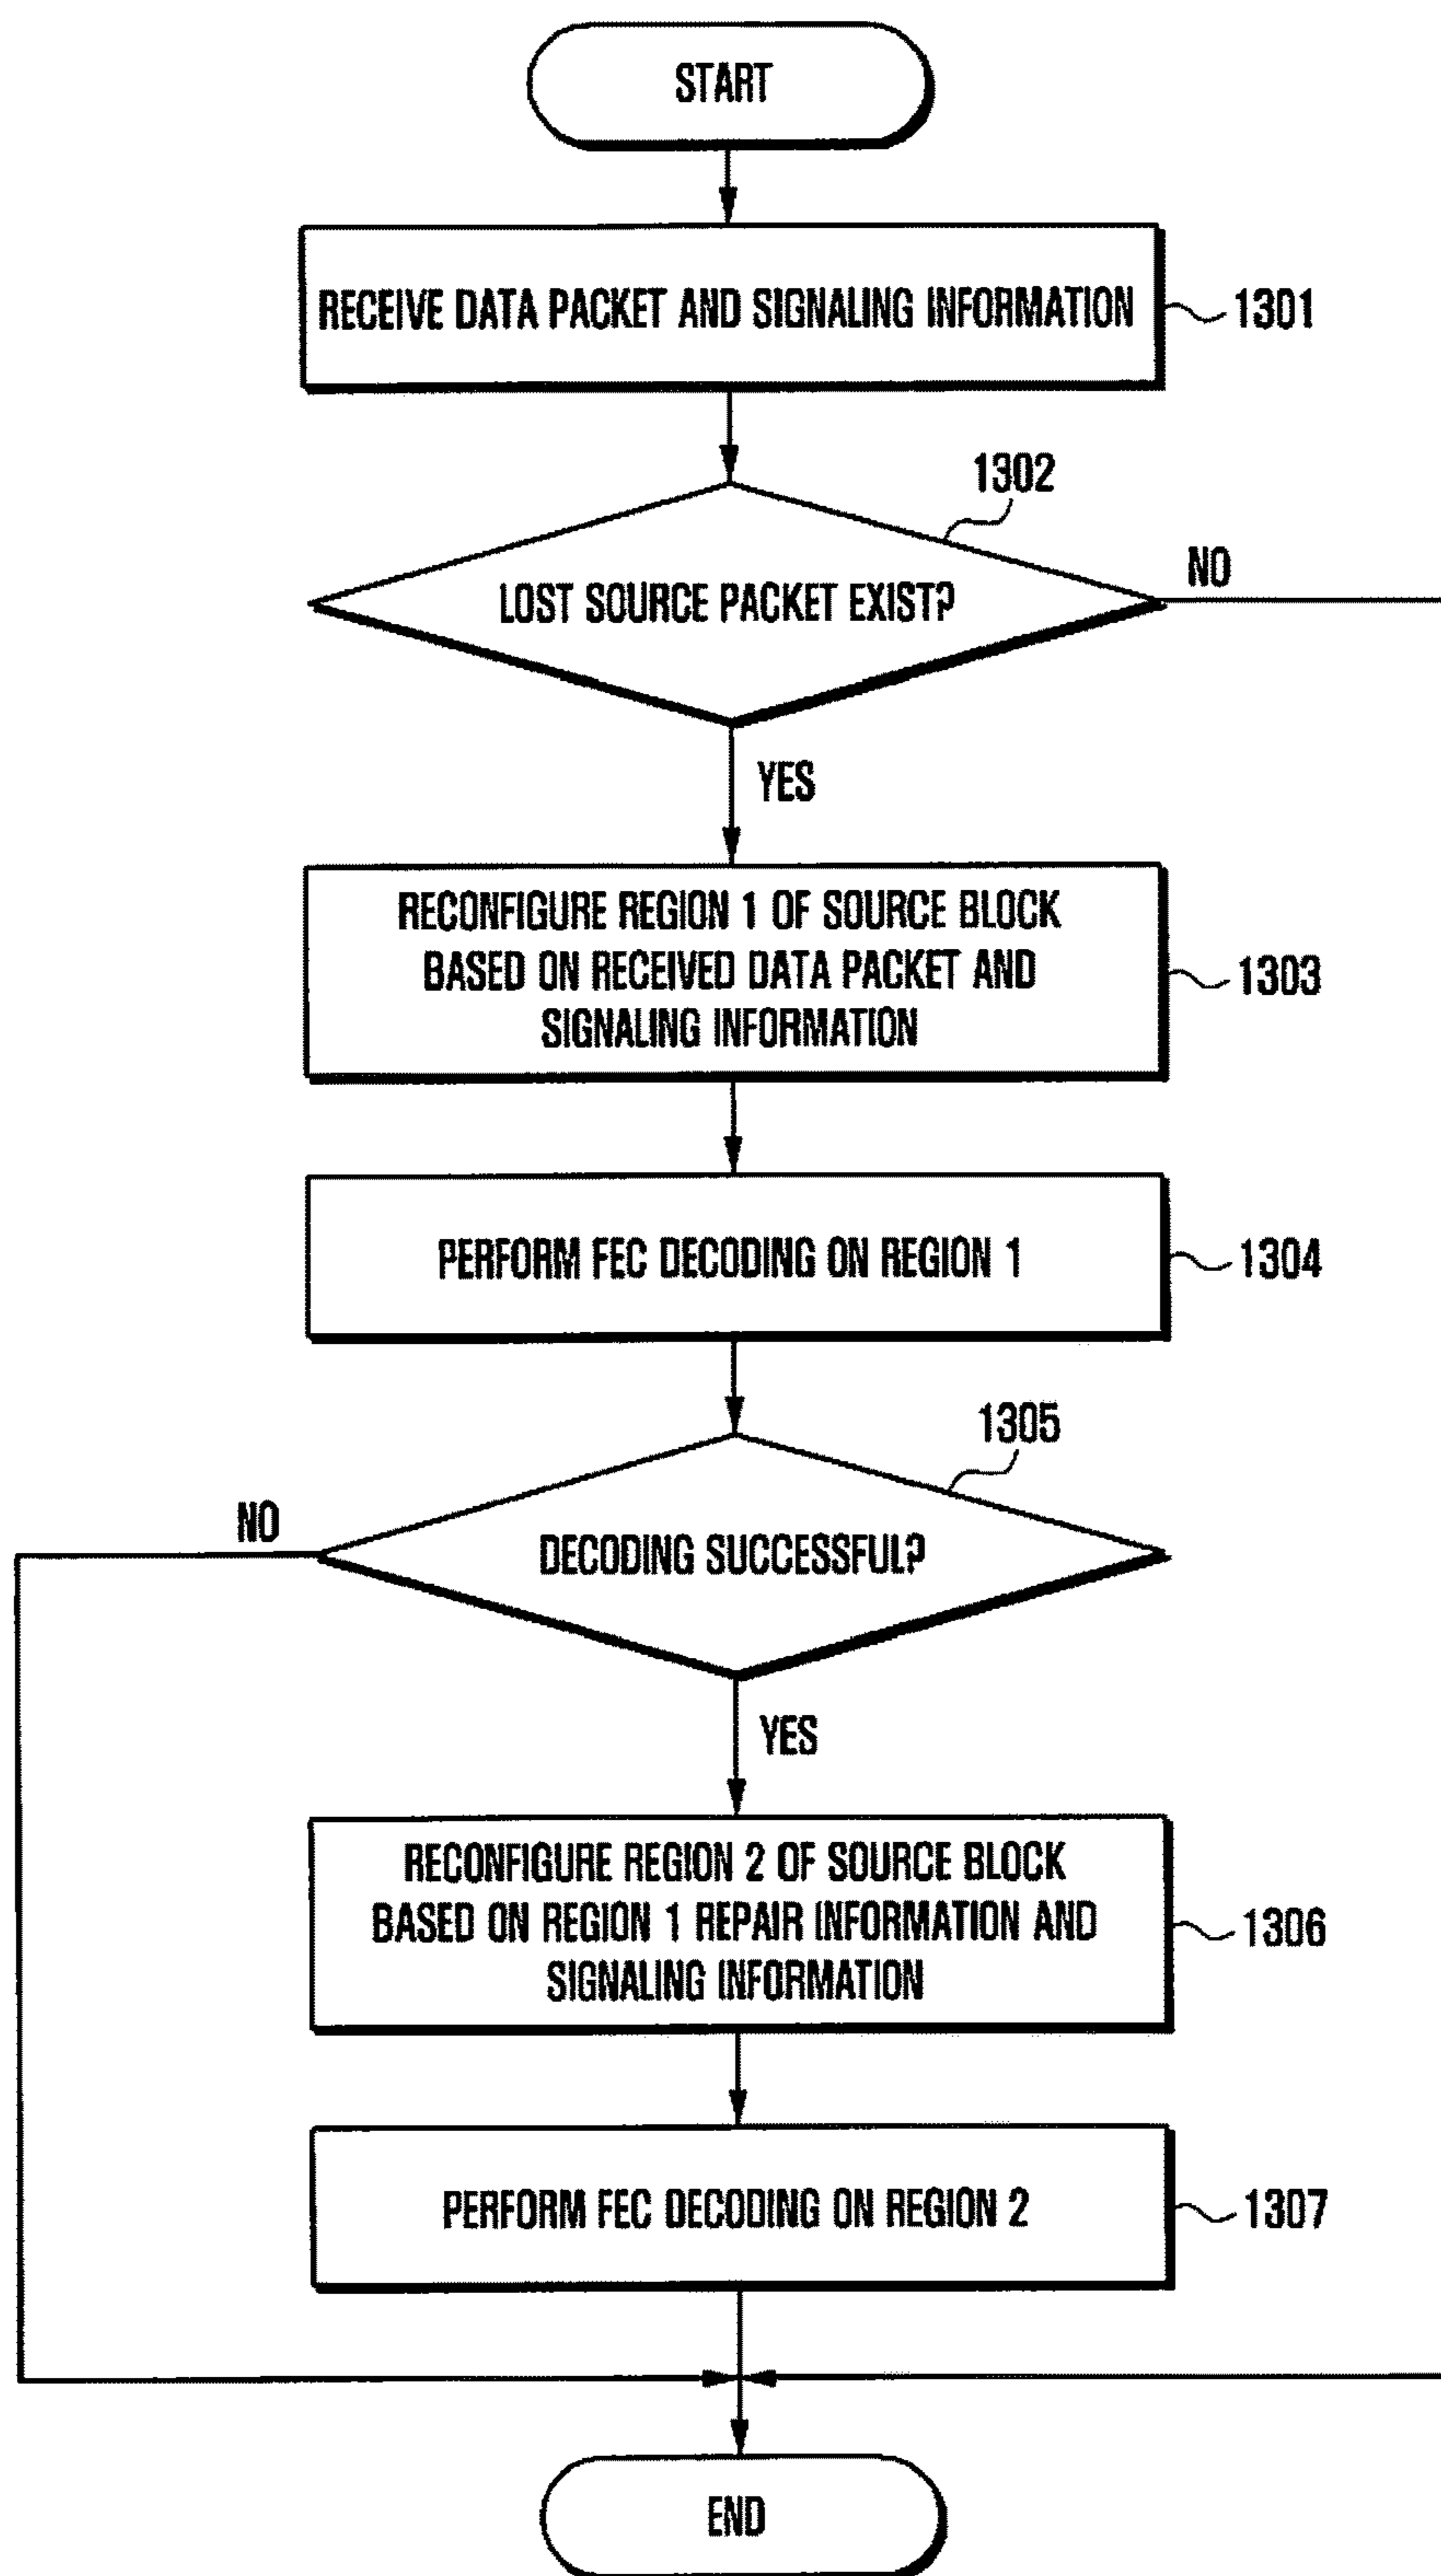 START
RECEIVE DATA PACKET AND SIGNALING INFORMATION
1301
1302
LOST SOURCE PACKET EXIST?
NO
YES
RECONFIGURE REGION 1 OF SOURCE BLOCK
BASED ON RECEIVED DATA PACKET AND
SIGNALING INFORMATION
1303
PERFORM FEC DECODING ON REGION 1
1304
1305
NO
DECODING SUCCESSFUL?
YES
RECONFIGURE REGION 2 OF SOURCE BLOCK
BASED ON REGION 1 REPAIR INFORMATION AND
SIGNALING INFORMATION
1306
PERFORM FEC DECODING ON REGION 2
1307
END